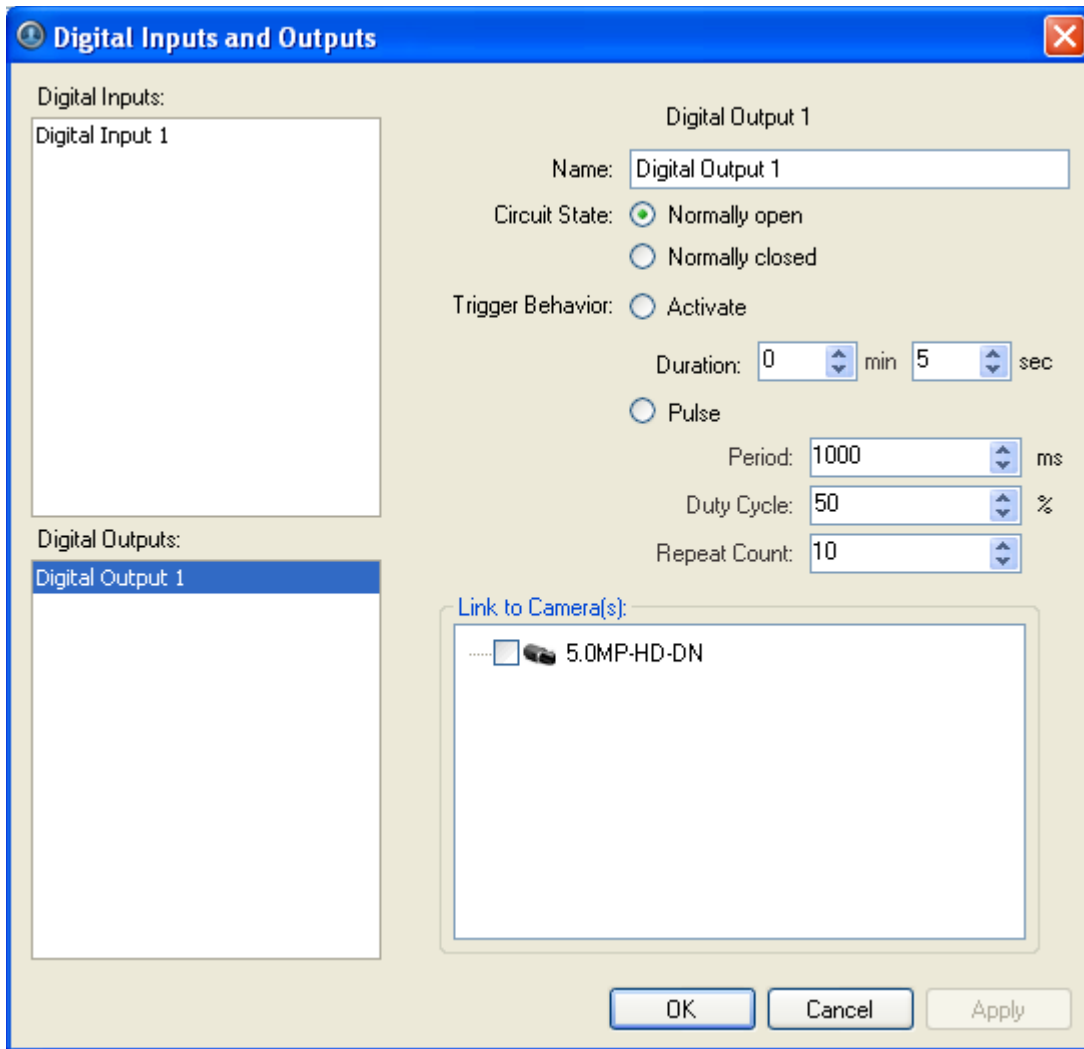 Digital Inputs and Outputs
Digital Inputs:
Digital Input 1
Digital Outputs:
Digital Output 1
Digital Output 1
Name: Digital Output 1
Circuit State: Normally open
Normally closed
Trigger Behavior: Activate
Duration: 0 min 5 sec
Pulse
Period: 1000 ms
Duty Cycle: 50 %
Repeat Count: 10
Link to Camera(s):
5.0MP-HD-DN
OK Cancel Apply